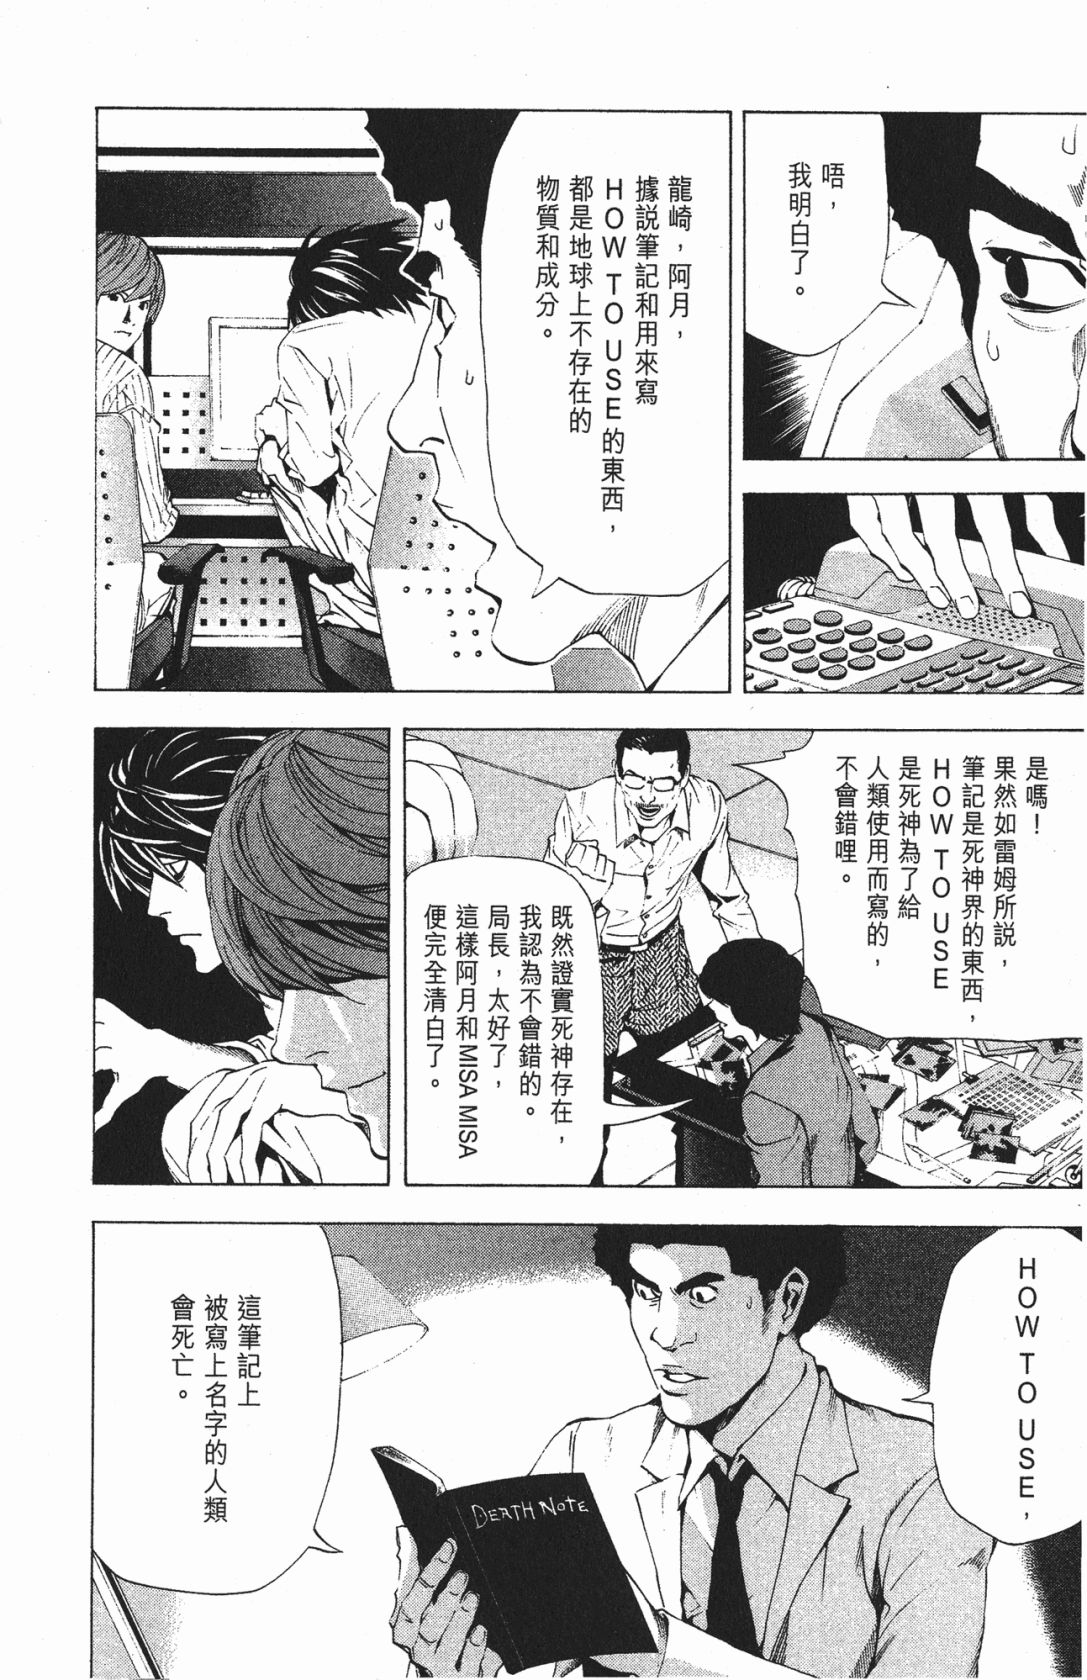 唔，
我明白了。
龍崎，阿月，
據說筆記和用來寫
HOW TO USE的東西，
都是地球上不存在的
物質和成分。
是嗎！
果然如雷姆所說，
筆記是死神界的東西，
HOW TO USE
是死神為了給
人類使用而寫的，
不會錯哩。
既然證實死神存在，
我認為不會錯的。
局長，太好了，
這樣阿月和MISA MISA
便完全清白了。
HOW TO USE，
DEATH NOTE
這筆記上
被寫上名字的人類
會死亡。